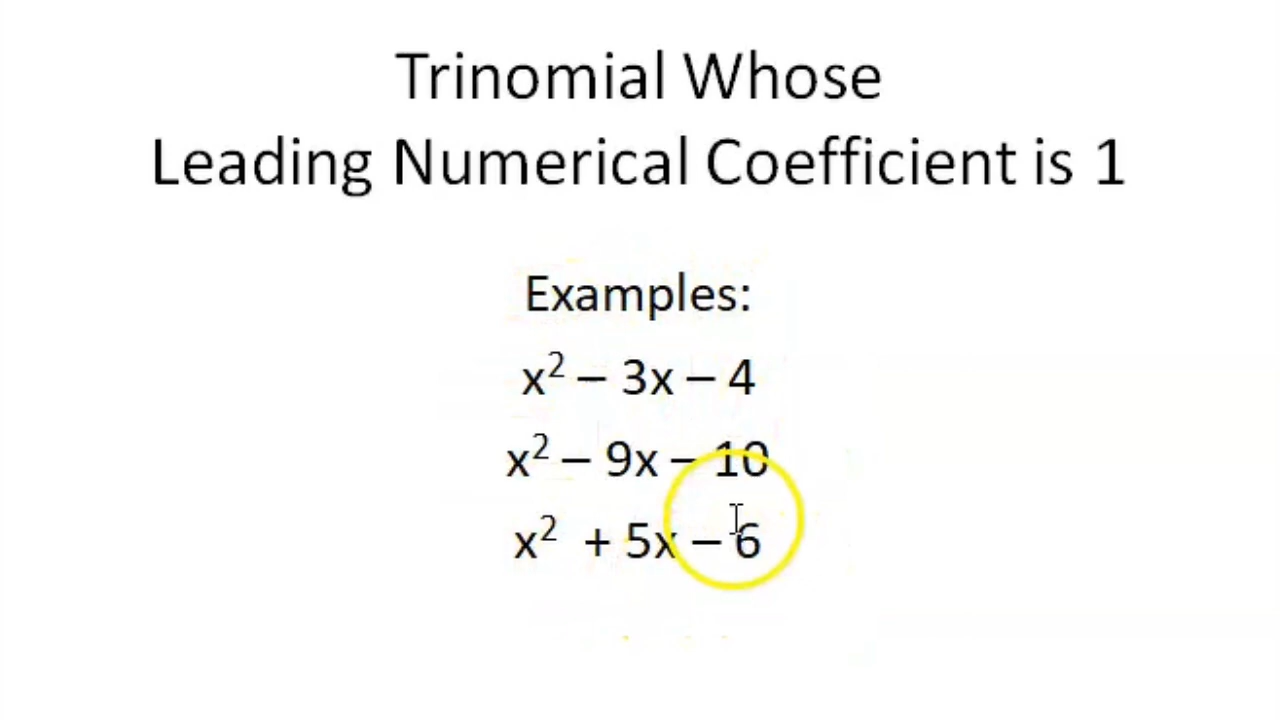 Trinomial Whose
Leading Numerical Coefficient is 1
Examples:
x² – 3x – 4
x² – 9x – 10
x² + 5x – 6